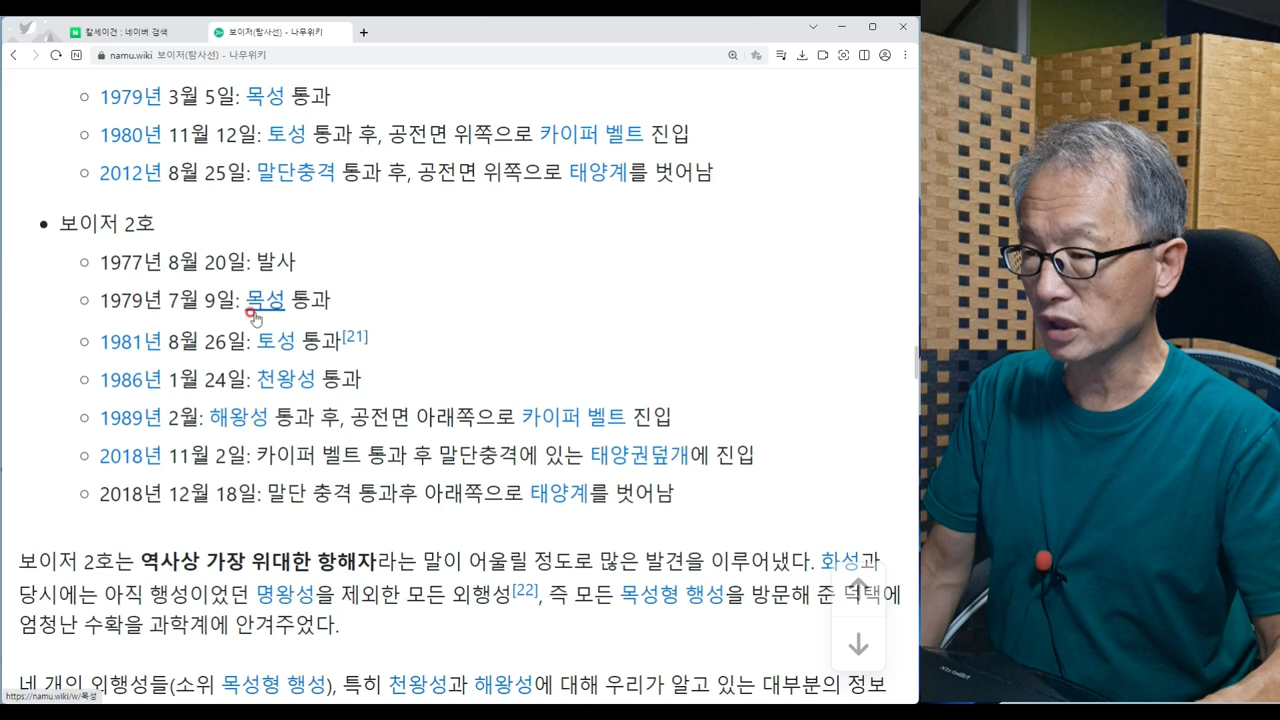 칼세이건 : 네이버 검색
보이저(탐사선) - 나무위키
namu.wiki 보이저(탐사선) - 나무위키
1979년 3월 5일: 목성 통과
1980년 11월 12일: 토성 통과 후, 공전면 위쪽으로 카이퍼 벨트 진입
2012년 8월 25일: 말단충격 통과 후, 공전면 위쪽으로 태양계를 벗어남
보이저 2호
1977년 8월 20일: 발사
1979년 7월 9일: 목성 통과
1981년 8월 26일: 토성 통과[21]
1986년 1월 24일: 천왕성 통과
1989년 2월: 해왕성 통과 후, 공전면 아래쪽으로 카이퍼 벨트 진입
2018년 11월 2일: 카이퍼 벨트 통과 후 말단충격에 있는 태양권덮개에 진입
2018년 12월 18일: 말단 충격 통과후 아래쪽으로 태양계를 벗어남
보이저 2호는 역사상 가장 위대한 항해자라는 말이 어울릴 정도로 많은 발견을 이루어냈다. 화성과
당시에는 아직 행성이었던 명왕성을 제외한 모든 외행성[22], 즉 모든 목성형 행성을 방문해 준 덕택에
엄청난 수확을 과학계에 안겨주었다.
네 개의 외행성들(소위 목성형 행성), 특히 천왕성과 해왕성에 대해 우리가 알고 있는 대부분의 정보
https://namu.wiki/w/목성